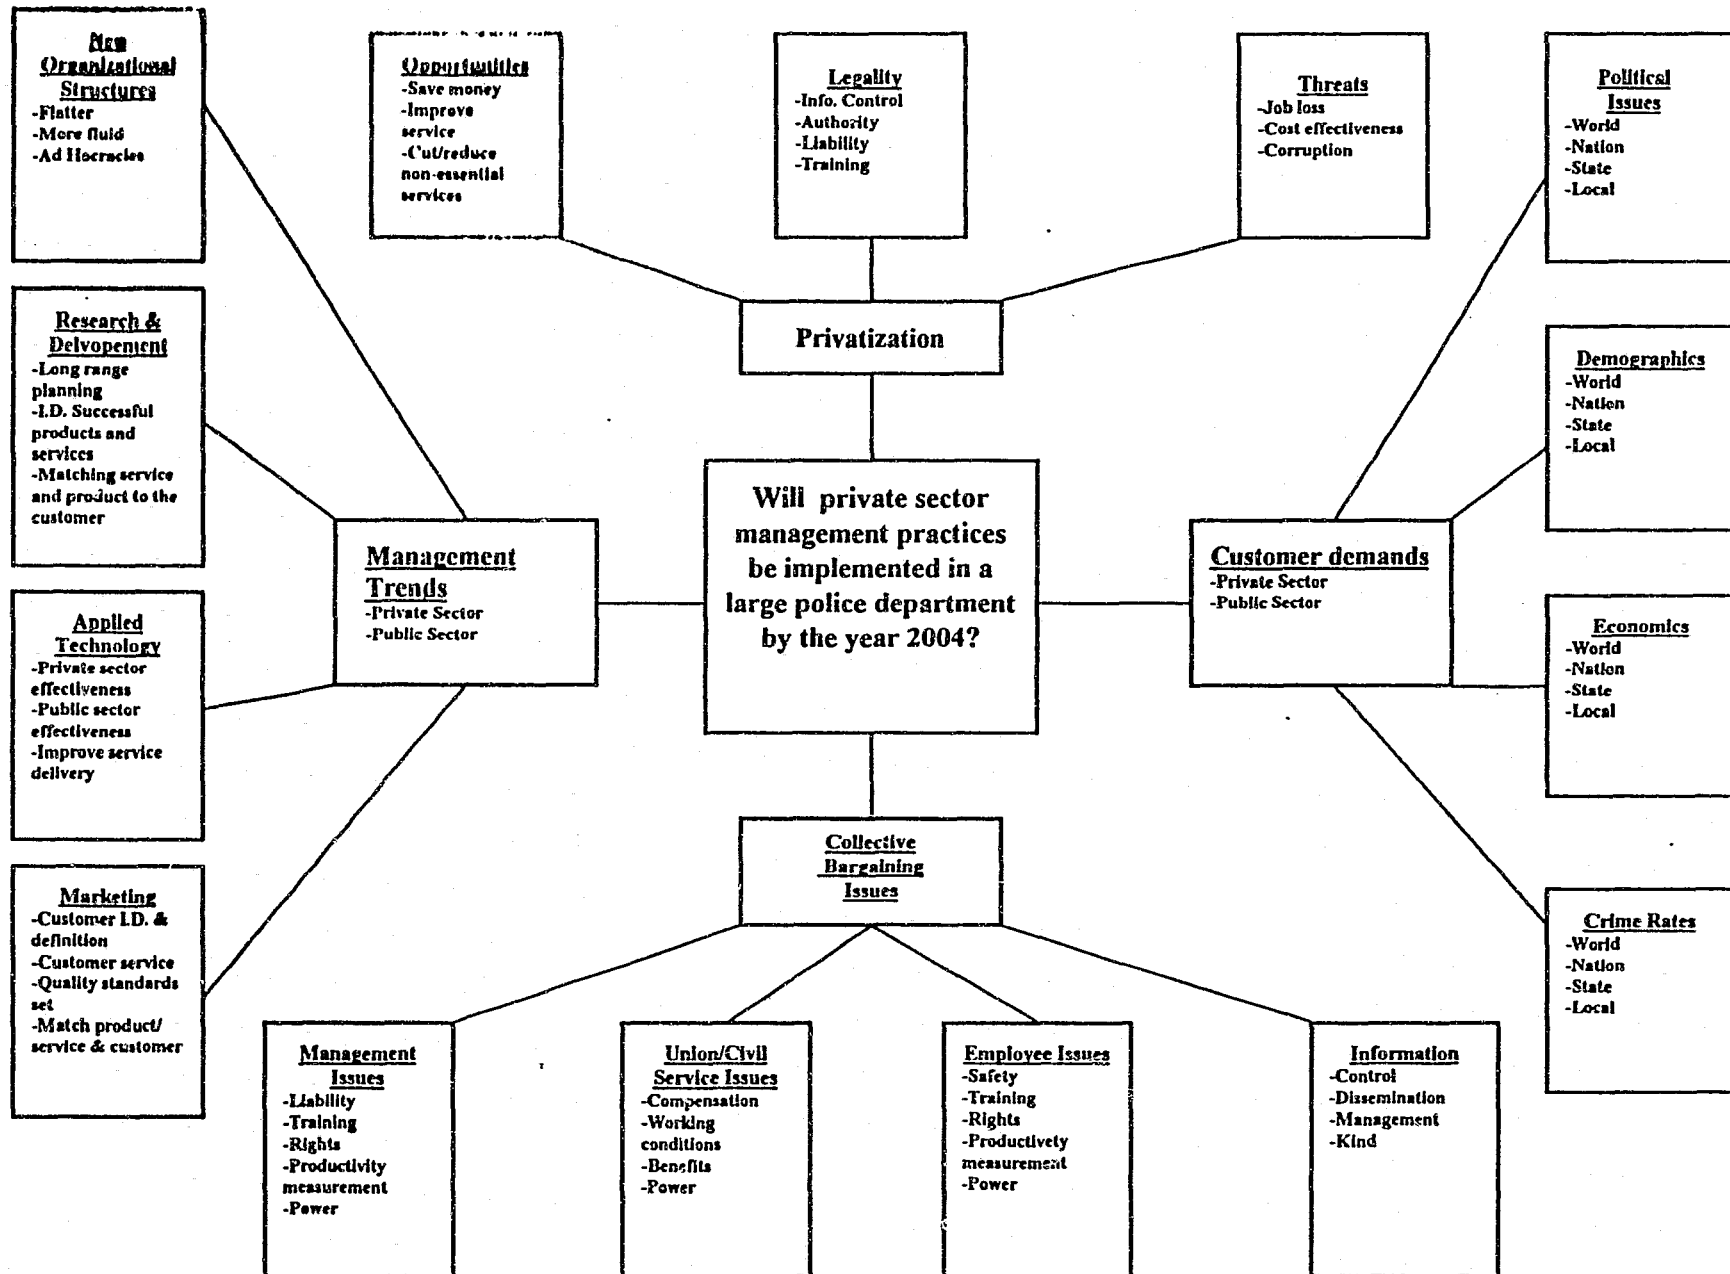 New
Organizational
Structures
-Flatter
-More fluid
-Ad Hocracies
Opportunities
-Save money
-Improve
service
-Cut/reduce
non-essential
services
Legality
-Info. Control
-Authority
-Liability
-Training
Threats
-Job loss
-Cost effectiveness
-Corruption
Political
Issues
-World
-Nation
-State
-Local
Research &
Delvopement
-Long range
planning
-I.D. Successful
products and
services
-Matching service
and product to the
customer
Privatization
Demographics
-World
-Nation
-State
-Local
Management
Trends
-Private Sector
-Public Sector
Will private sector
management practices
be implemented in a
large police department
by the year 2004?
Customer demands
-Private Sector
-Public Sector
Applied
Technology
-Private sector
effectiveness
-Public sector
effectiveness
-Improve service
delivery
Economics
-World
-Nation
-State
-Local
Marketing
-Customer I.D. &
definition
-Customer service
-Quality standards
set
-Match product/
service & customer
Collective
Bargaining
Issues
Crime Rates
-World
-Nation
-State
-Local
Management
Issues
-Liability
-Training
-Rights
-Productivity
measurement
-Power
Union/Civil
Service Issues
-Compensation
-Working
conditions
-Benefits
-Power
Employee Issues
-Safety
-Training
-Rights
-Productivety
measurement
-Power
Information
-Control
-Dissemination
-Management
-Kind